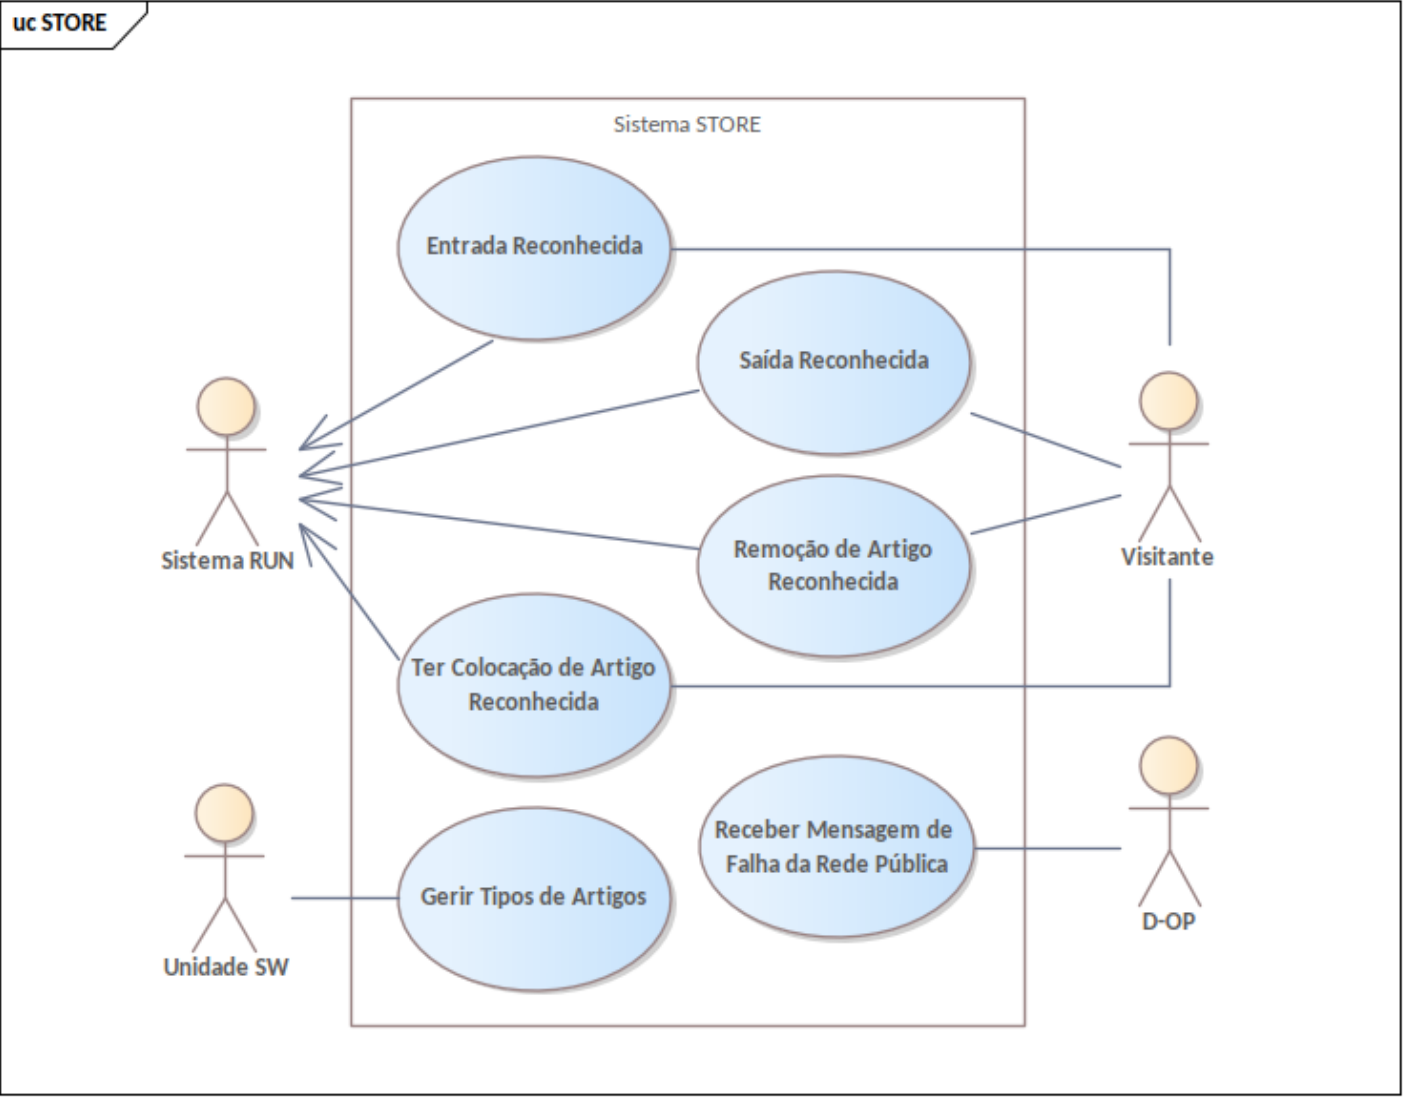 uc STORE
Sistema STORE
Entrada Reconhecida
Saída Reconhecida
Sistema RUN
Remoção de Artigo
Reconhecida
Visitante
Ter Colocação de Artigo
Reconhecida
Receber Mensagem de
Falha da Rede Pública
Gerir Tipos de Artigos
D-OP
Unidade SW